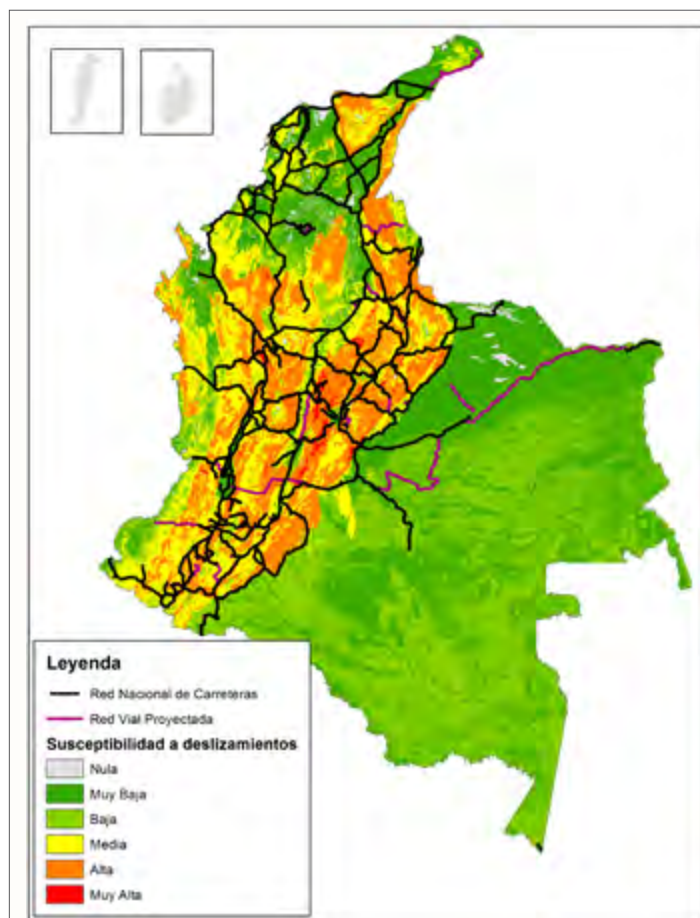 Leyenda
Red Nacional de Carreteras
Red Vial Proyectada
Susceptibilidad a deslizamientos
Nula
Muy Baja
Baja
Media
Alta
Muy Alta